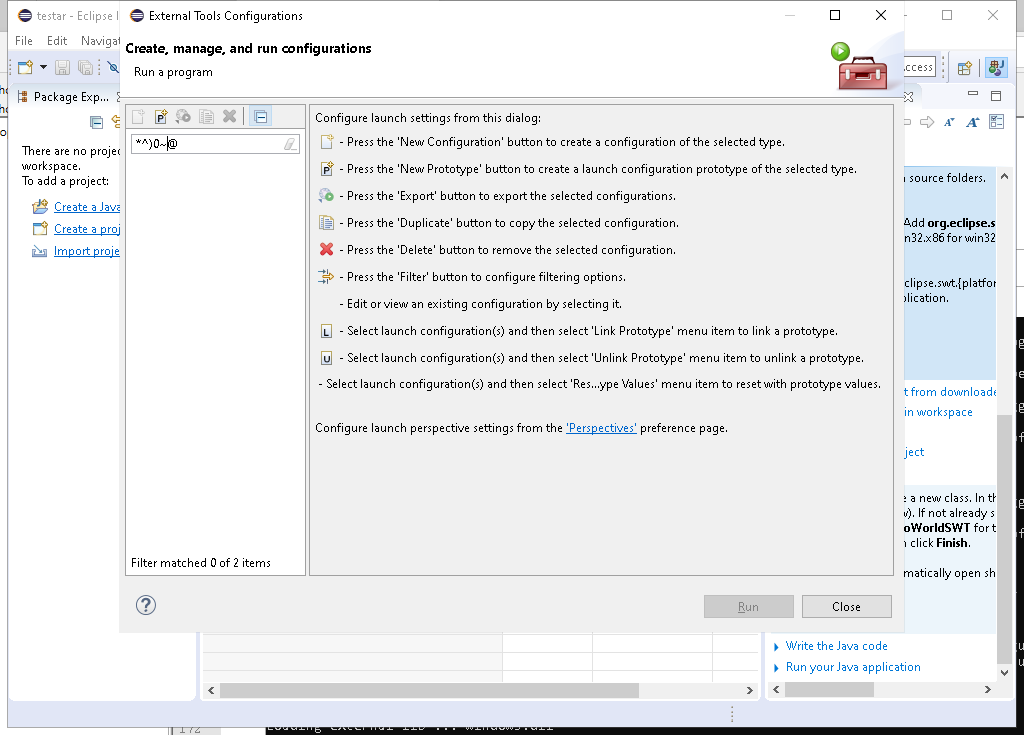 testar - Eclipse I
External Tools Configurations
File Edit Navigat
Create, manage, and run configurations
Run a program
Package Exp...
*^)0~@
There are no projec
workspace.
To add a project:
Create a Java
Create a proj
Import proje
Filter matched 0 of 2 items
Configure launch settings from this dialog:
- Press the 'New Configuration' button to create a configuration of the selected type.
- Press the 'New Prototype' button to create a launch configuration prototype of the selected type.
- Press the 'Export' button to export the selected configurations.
- Press the 'Duplicate' button to copy the selected configuration.
- Press the 'Delete' button to remove the selected configuration.
- Press the 'Filter' button to configure filtering options.
- Edit or view an existing configuration by selecting it.
L - Select launch configuration(s) and then select 'Link Prototype' menu item to link a prototype.
U - Select launch configuration(s) and then select 'Unlink Prototype' menu item to unlink a prototype.
- Select launch configuration(s) and then select 'Res...ype Values' menu item to reset with prototype values.
Configure launch perspective settings from the 'Perspectives' preference page.
Run Close
ccess
n source folders.
Add org.eclipse.s
n32.x86 for win32
clipse.swt.{platfor
lication.
t from downloade
in workspace
ject
e a new class. In th
w). If not already s
oWorldSWT for t
n click Finish.
matically open sh
Write the Java code
Run your Java application
172
Loading external lib ... windows.dll